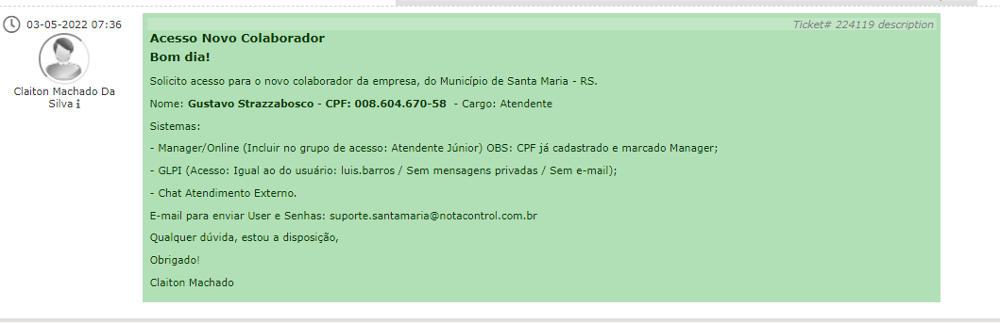 03-05-2022 07:36
Claiton Machado Da
Silva i
Ticket# 224119 description
Acesso Novo Colaborador
Bom dia!
Solicito acesso para o novo colaborador da empresa, do Município de Santa Maria - RS.
Nome: Gustavo Strazzabosco - CPF: 008.604.670-58 - Cargo: Atendente
Sistemas:
- Manager/Online (Incluir no grupo de acesso: Atendente Júnior) OBS: CPF já cadastrado e marcado Manager;
- GLPI (Acesso: Igual ao do usuário: luis.barros / Sem mensagens privadas / Sem e-mail);
- Chat Atendimento Externo.
E-mail para enviar User e Senhas: suporte.santamaria@notacontrol.com.br
Qualquer dúvida, estou a disposição,
Obrigado!
Claiton Machado